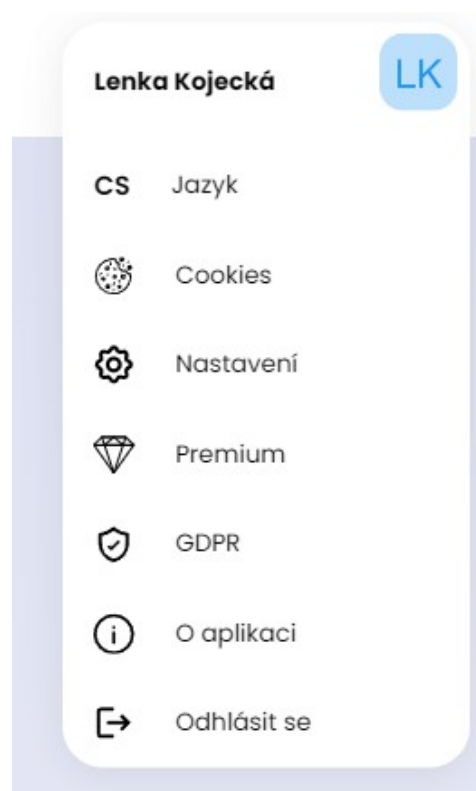 Lenka Kojecká
LK
CS Jazyk
Cookies
Nastavení
Premium
GDPR
O aplikaci
Odhlásit se